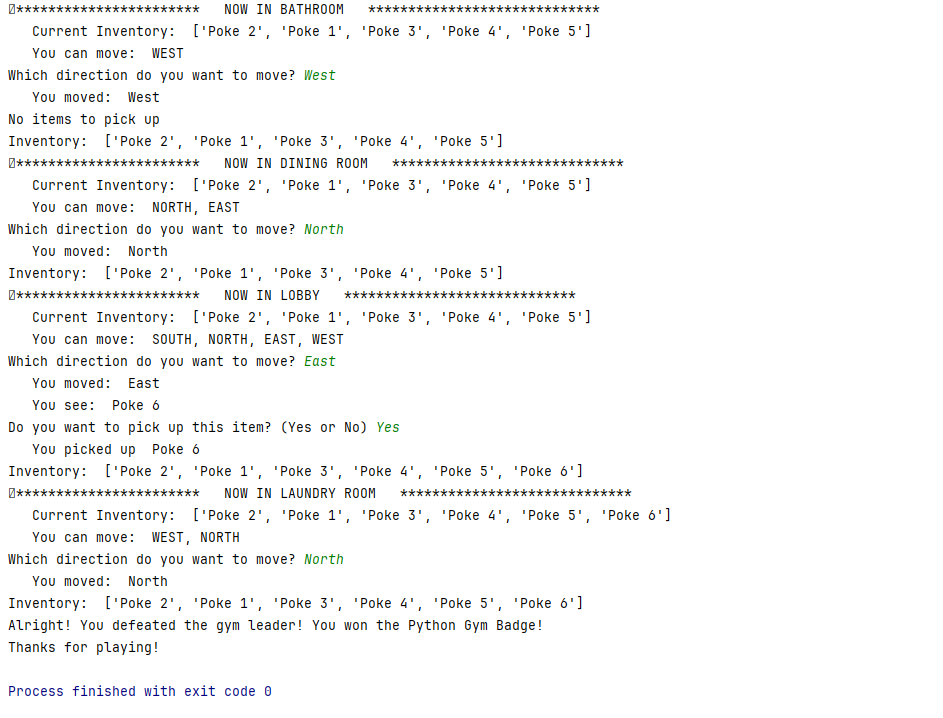 *********************** NOW IN BATHROOM *****************************
Current Inventory: ['Poke 2', 'Poke 1', 'Poke 3', 'Poke 4', 'Poke 5']
You can move: WEST
Which direction do you want to move? West
You moved: West
No items to pick up
Inventory: ['Poke 2', 'Poke 1', 'Poke 3', 'Poke 4', 'Poke 5']
*********************** NOW IN DINING ROOM *****************************
Current Inventory: ['Poke 2', 'Poke 1', 'Poke 3', 'Poke 4', 'Poke 5']
You can move: NORTH, EAST
Which direction do you want to move? North
You moved: North
Inventory: ['Poke 2', 'Poke 1', 'Poke 3', 'Poke 4', 'Poke 5']
*********************** NOW IN LOBBY *****************************
Current Inventory: ['Poke 2', 'Poke 1', 'Poke 3', 'Poke 4', 'Poke 5']
You can move: SOUTH, NORTH, EAST, WEST
Which direction do you want to move? East
You moved: East
You see: Poke 6
Do you want to pick up this item? (Yes or No) Yes
You picked up Poke 6
Inventory: ['Poke 2', 'Poke 1', 'Poke 3', 'Poke 4', 'Poke 5', 'Poke 6']
*********************** NOW IN LAUNDRY ROOM *****************************
Current Inventory: ['Poke 2', 'Poke 1', 'Poke 3', 'Poke 4', 'Poke 5', 'Poke 6']
You can move: WEST, NORTH
Which direction do you want to move? North
You moved: North
Inventory: ['Poke 2', 'Poke 1', 'Poke 3', 'Poke 4', 'Poke 5', 'Poke 6']
Alright! You defeated the gym leader! You won the Python Gym Badge!
Thanks for playing!
Process finished with exit code 0